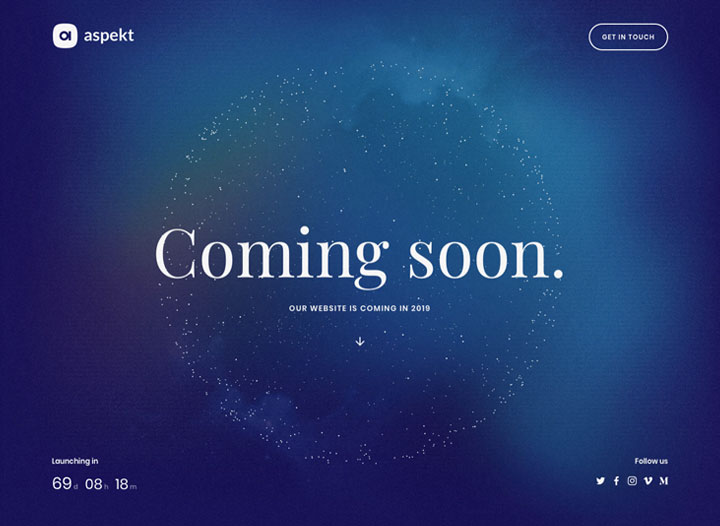 aspekt
GET IN TOUCH
Coming soon.
OUR WEBSITE IS COMING IN 2019
Launching in
69 d 08 h 18 m
Follow us